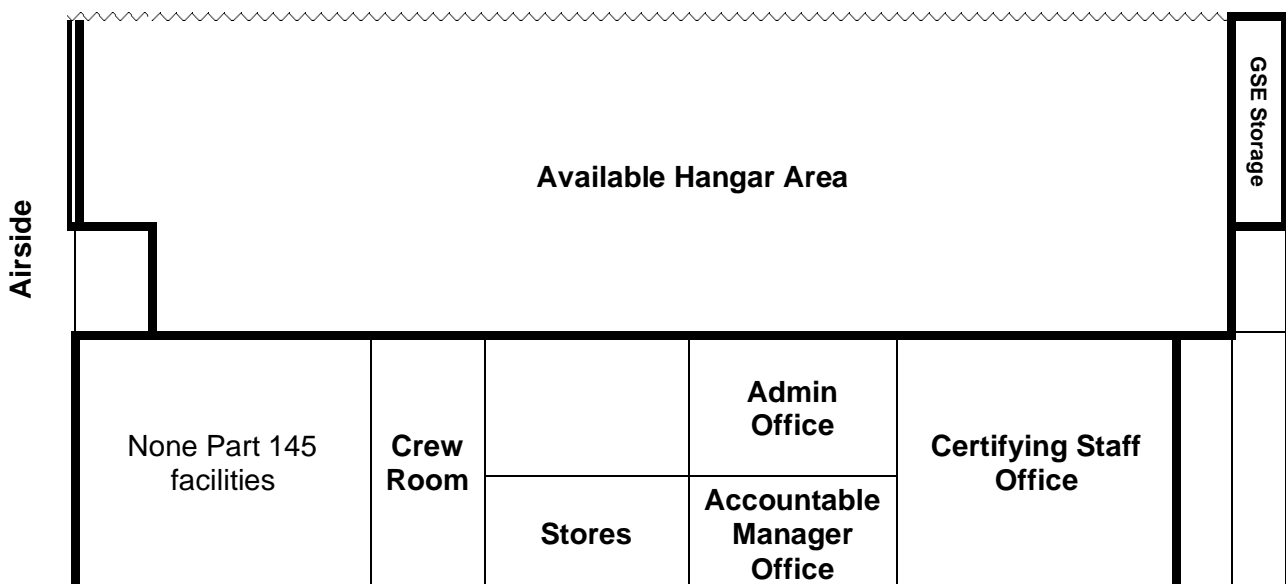 GSE Storage
Available Hangar Area
Airside
None Part 145
facilities
Crew
Room
Admin
Office
Certifying Staff
Office
Stores
Accountable
Manager
Office